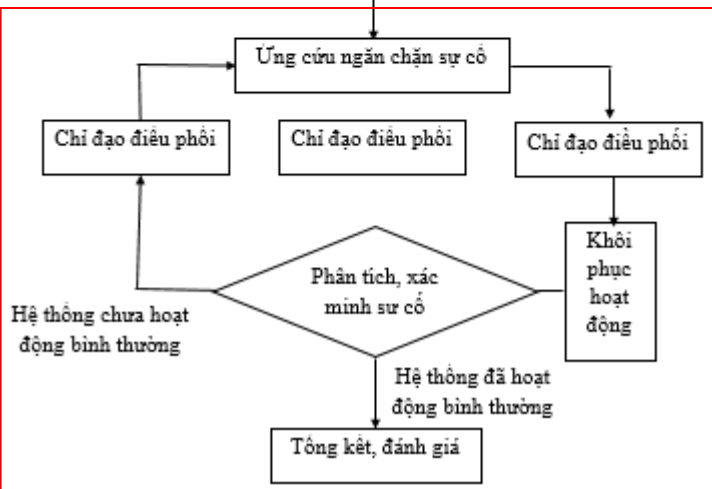 Ứng cứu ngăn chặn sự cố
Chỉ đạo điều phối
Chỉ đạo điều phối
Chỉ đạo điều phối
Khôi
phục
hoạt
động
Phân tích, xác
minh sư cố
Hệ thống chưa hoạt
động bình thường
Hệ thống đã hoạt
động bình thường
Tổng kết, đánh giá